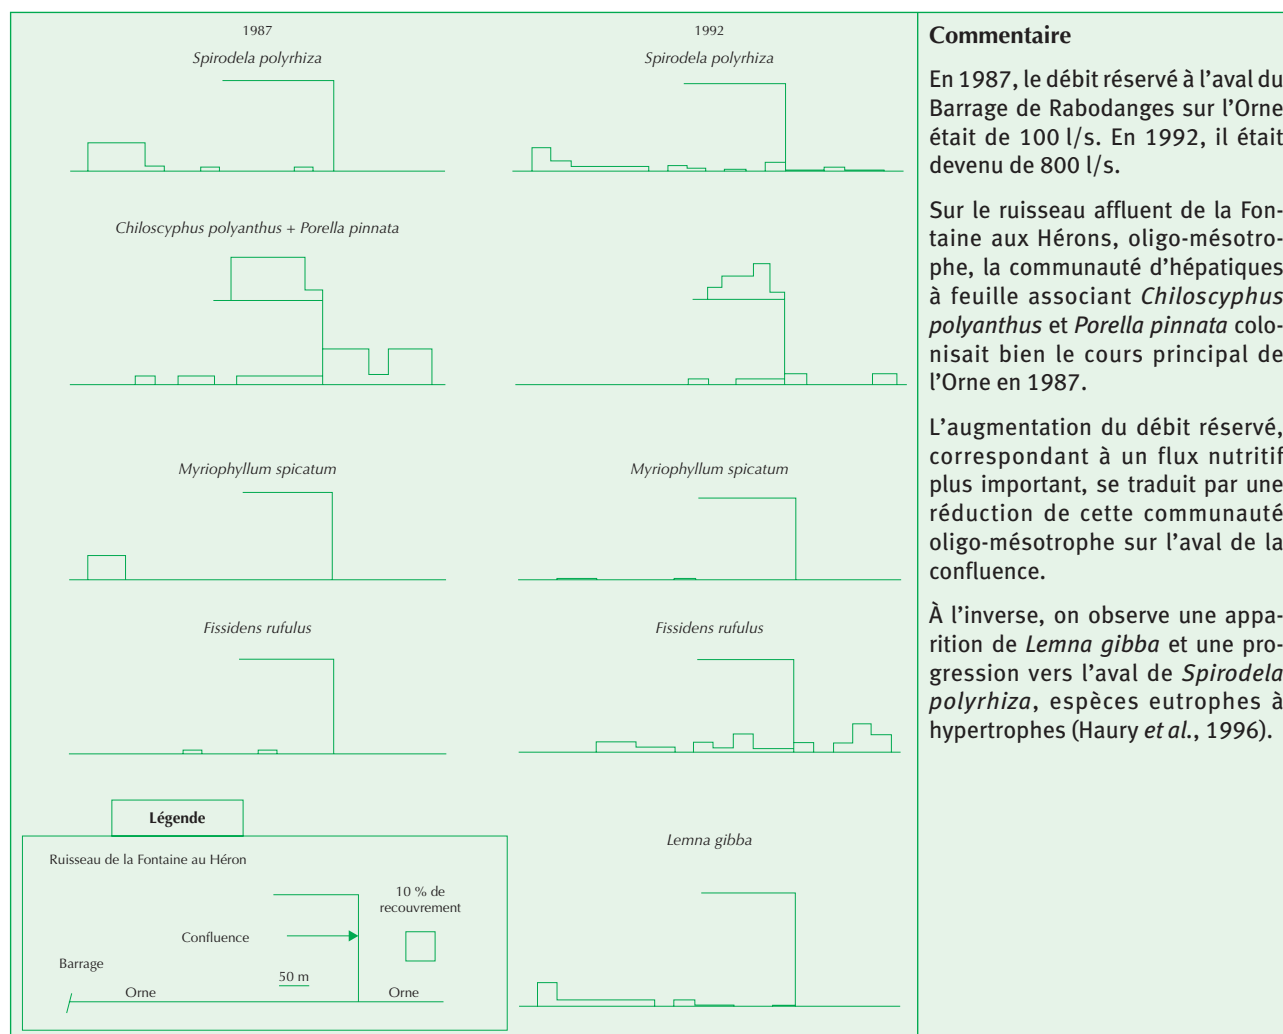 1987
Spirodela polyrhiza
Chiloscyphus polyanthus + Porella pinnata
Myriophyllum spicatum
Fissidens rufulus
Légende
Ruisseau de la Fontaine au Héron
10 % de
recouvrement
Confluence
Barrage
50 m
Orne
Orne
1992
Spirodela polyrhiza
Myriophyllum spicatum
Fissidens rufulus
Lemna gibba
Commentaire
En 1987, le débit réservé à l'aval du
Barrage de Rabodanges sur l'Orne
était de 100 l/s. En 1992, il était
devenu de 800 l/s.
Sur le ruisseau affluent de la Fon-
taine aux Hérons, oligo-mésotro-
phe, la communauté d'hépatiques
à feuille associant Chiloscyphus
polyanthus et Porella pinnata colo-
nisait bien le cours principal de
l'Orne en 1987.
L'augmentation du débit réservé,
correspondant à un flux nutritif
plus important, se traduit par une
réduction de cette communauté
oligo-mésotrophe sur l'aval de la
confluence.
À l'inverse, on observe une appa-
rition de Lemna gibba et une pro-
gression vers l'aval de Spirodela
polyrhiza, espèces eutrophes à
hypertrophes (Haury et al., 1996).